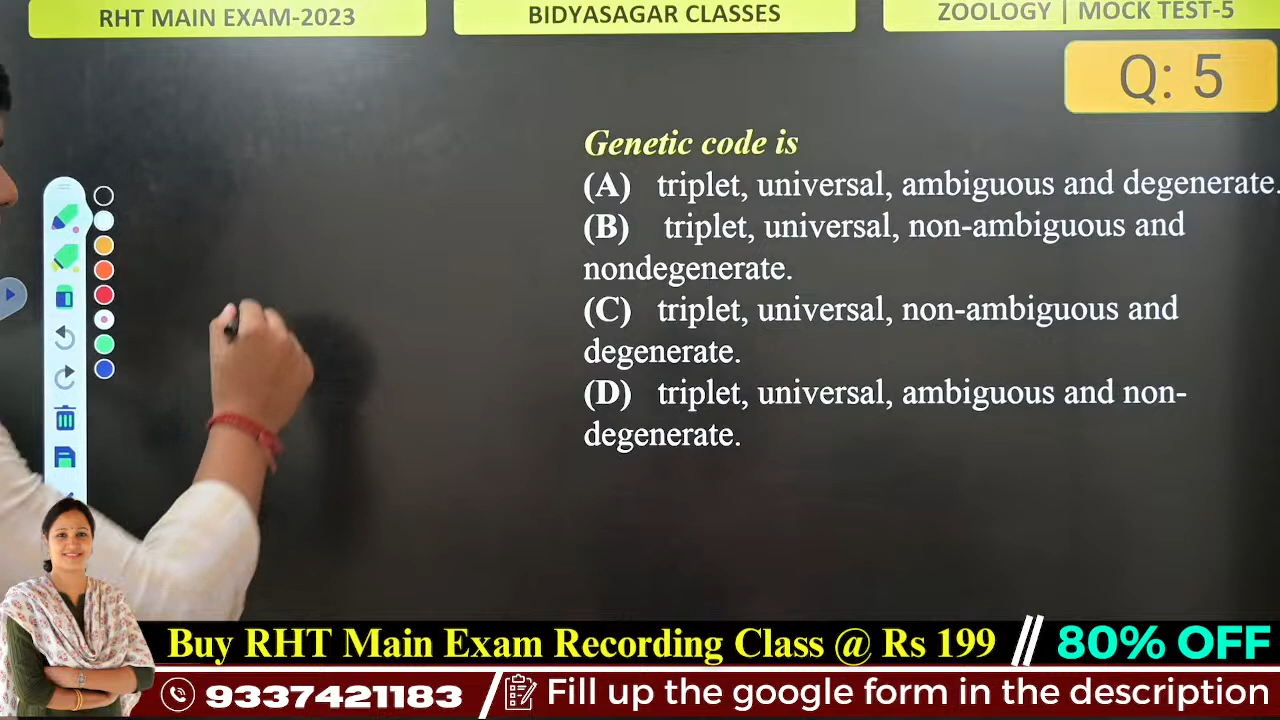 RHT MAIN EXAM-2023
BIDYASAGAR CLASSES
ZOOLOGY | MOCK TEST-5
Q: 5
Genetic code is
(A) triplet, universal, ambiguous and degenerate.
(B) triplet, universal, non-ambiguous and
nondegenerate.
(C) triplet, universal, non-ambiguous and
degenerate.
(D) triplet, universal, ambiguous and non-
degenerate.
Buy RHT Main Exam Recording Class @ Rs 199 // 80% OFF
9337421183 / Fill up the google form in the description